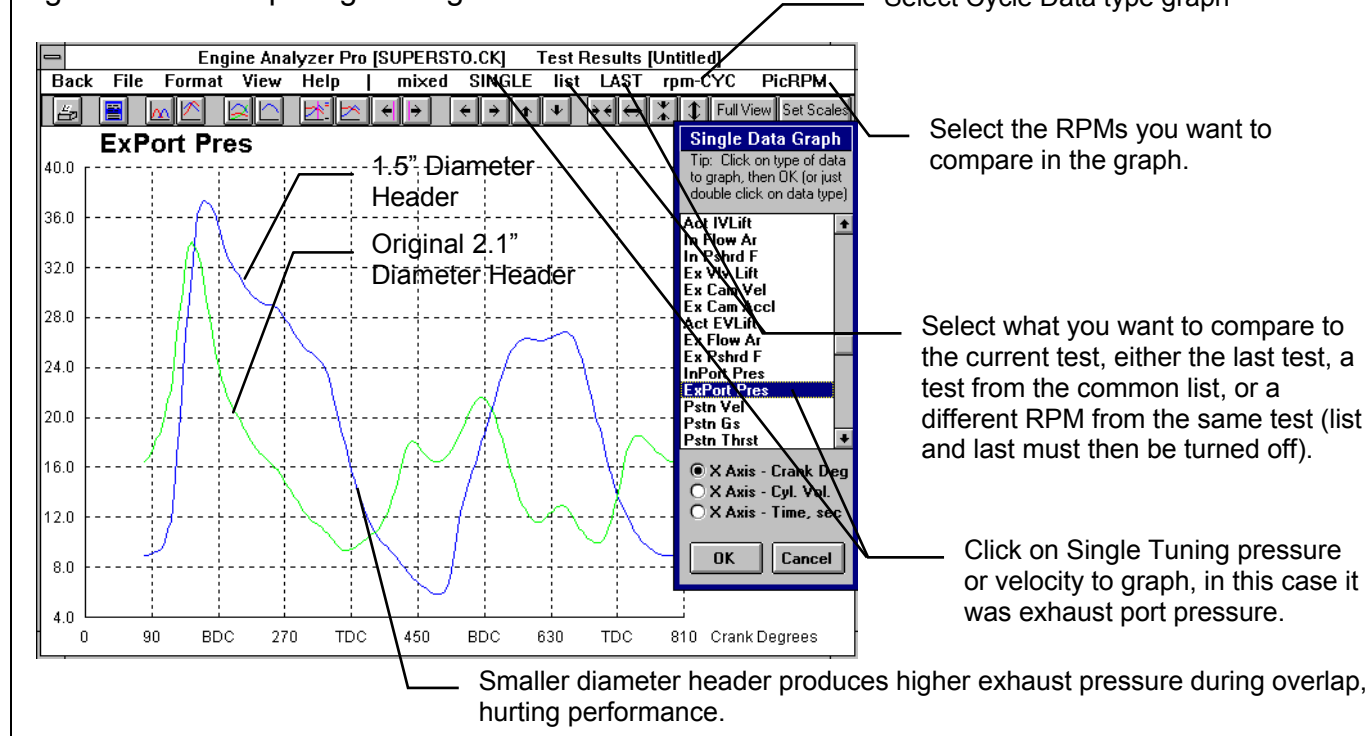 Select Cycle Data type graph
Engine Analyzer Pro [SUPERSTO.CK] Test Results [Untitled]
Back File Format View Help | mixed SINGLE list LAST rpm-CYC PicRPM
Full View Set Scales
ExPort Pres
Single Data Graph
Tip: Click on type of data
to graph, then OK (or just
double click on data type)
Act IVLift
In Flow Ar
In Pshrd F
Ex Vlv Lift
Ex Cam Vel
Ex Cam Accl
Act EVLift
Ex Flow Ar
Ex Pshrd F
InPort Pres
ExPort Pres
Pstn Vel
Pstn Gs
Pstn Thrst
X Axis - Crank Deg
X Axis - Cyl. Vol.
X Axis - Time, sec
OK Cancel
40.0
36.0
32.0
28.0
24.0
20.0
16.0
12.0
8.0
4.0
0 90 BDC 270 TDC 450 BDC 630 TDC 810 Crank Degrees
1.5” Diameter
Header
Original 2.1”
Diameter Header
Select the RPMs you want to
compare in the graph.
Select what you want to compare to
the current test, either the last test, a
test from the common list, or a
different RPM from the same test (list
and last must then be turned off).
Click on Single Tuning pressure
or velocity to graph, in this case it
was exhaust port pressure.
Smaller diameter header produces higher exhaust pressure during overlap,
hurting performance.